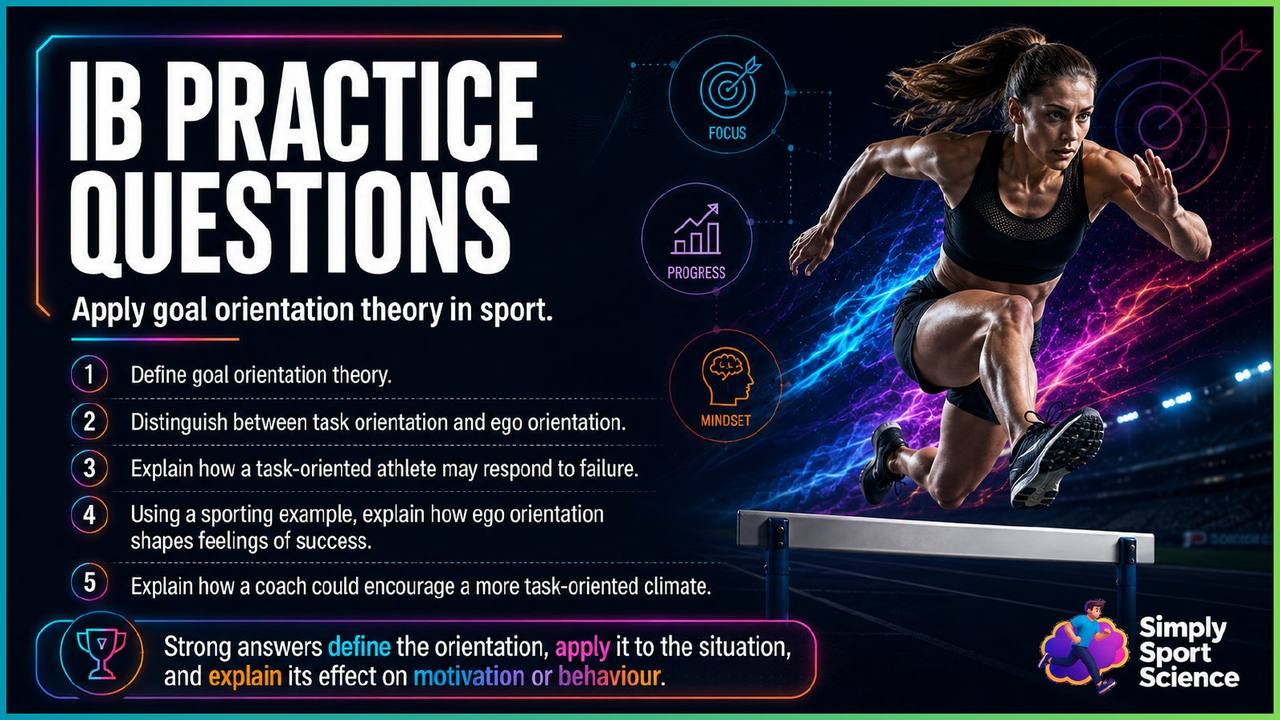 IB PRACTICE
QUESTIONS
Apply goal orientation theory in sport.
1 Define goal orientation theory.
2 Distinguish between task orientation and ego orientation.
3 Explain how a task-oriented athlete may respond to failure.
4 Using a sporting example, explain how ego orientation
shapes feelings of success.
5 Explain how a coach could encourage a more task-oriented climate.
Strong answers define the orientation, apply it to the situation,
and explain its effect on motivation or behaviour.
FOCUS
PROGRESS
MINDSET
Simply
Sport
Science